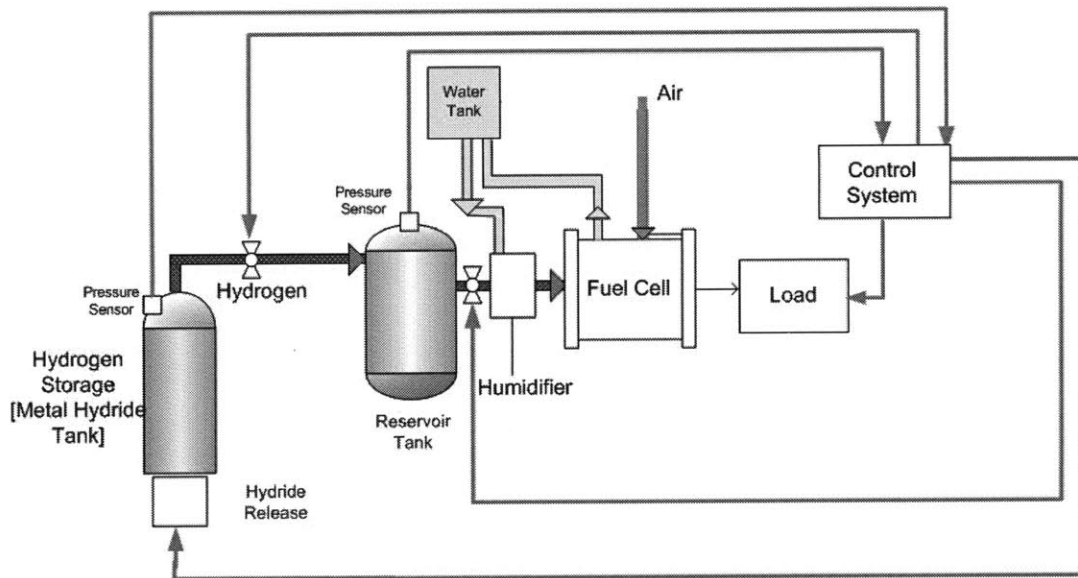 Water
Tank
Air
Control
System
Pressure
Sensor
Hydrogen
Fuel Cell
Load
Pressure
Sensor
Hydrogen
Storage
[Metal Hydride
Tank]
Humidifier
Reservoir
Tank
Hydride
Release